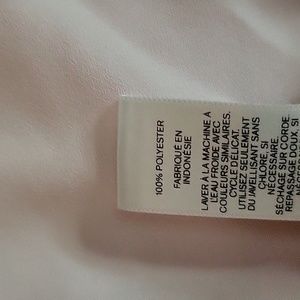 100% POLYESTER
FABRIQUÉ EN
INDONÉSIE
LAVER À LA MACHINE À
L'EAU FROIDE AVEC
COULEURS SIMILAIRES.
CYCLE DÉLICAT.
UTILISEZ SEULEMENT
DU JAVELLISANT SANS
CHLORE, SI
NÉCESSAIRE.
SÉCHAGE SUR CORDE.
REPASSAGE DOUX, SI